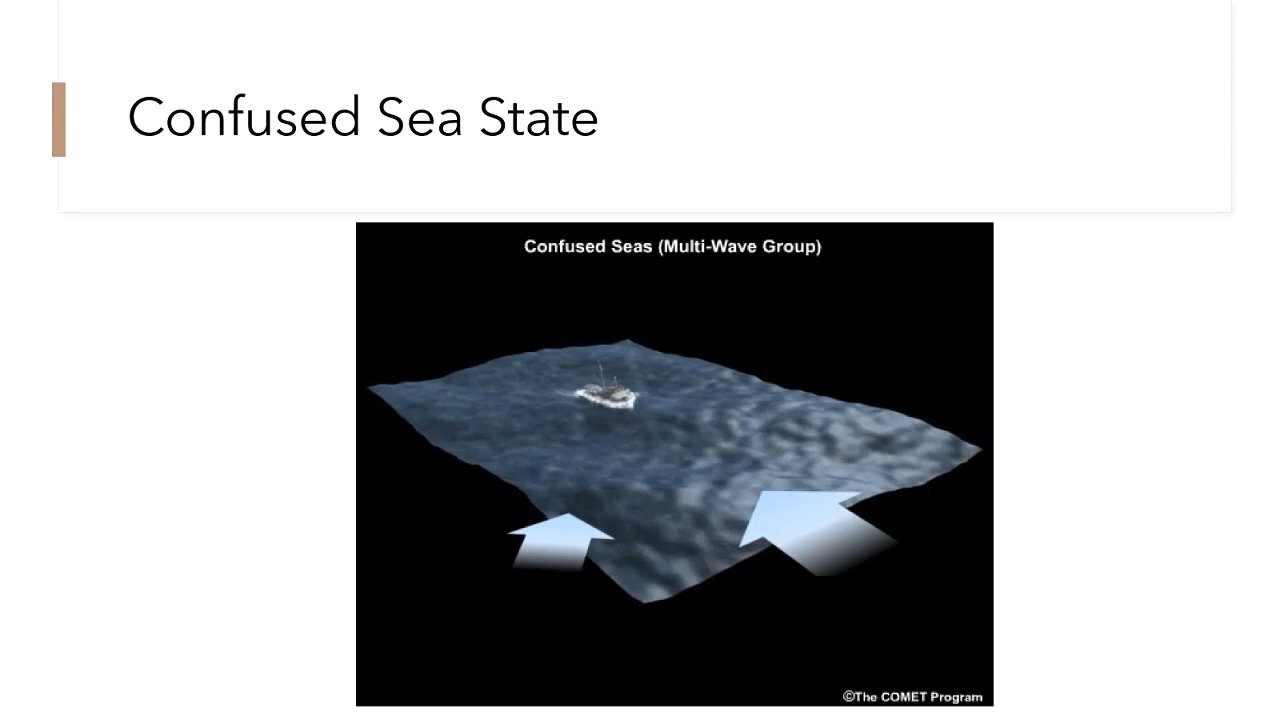 Confused Sea State
Confused Seas (Multi-Wave Group)
©The COMET Program